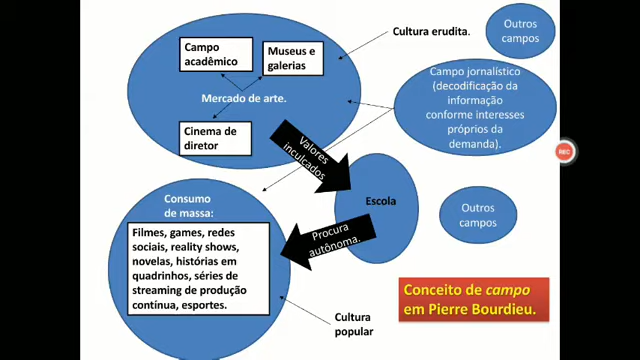 Campo
acadêmico
Museus e
galerias
Mercado de arte.
Cinema de
diretor
Cultura erudita.
Outros
campos
Campo jornalístico
(decodificação da
informação
conforme interesses
próprios da
demanda).
REC
Valores
inculcados
Escola
Procura
autônoma.
Outros
campos
Consumo
de massa:
Filmes, games, redes
sociais, reality shows,
novelas, histórias em
quadrinhos, séries de
streaming de produção
contínua, esportes.
Cultura
popular
Conceito de campo
em Pierre Bourdieu.